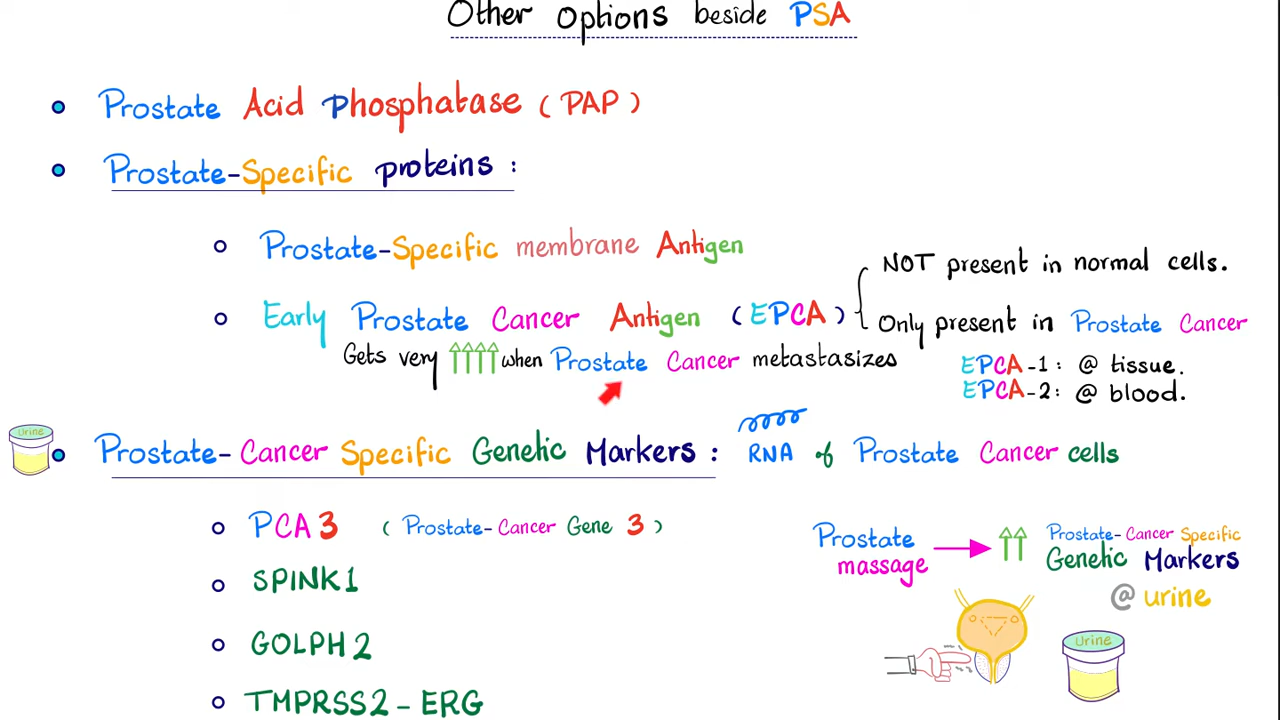 Other options beside PSA
Prostate Acid Phosphatase (PAP)
Prostate-Specific proteins :
Prostate-Specific membrane Antigen
Early Prostate Cancer Antigen (EPCA)
NOT present in normal cells.
Only present in Prostate Cancer
Gets very ↑↑↑↑ when Prostate Cancer metastasizes
EPCA-1: @ tissue.
EPCA-2: @ blood.
Urine
Prostate-Cancer Specific Genetic Markers : RNA of Prostate Cancer cells
PCA3 (Prostate-Cancer Gene 3)
SPINK1
GOLPH2
TMPRSS2-ERG
Prostate massage → ↑↑ Prostate-Cancer Specific
Genetic Markers
@ urine
Urine